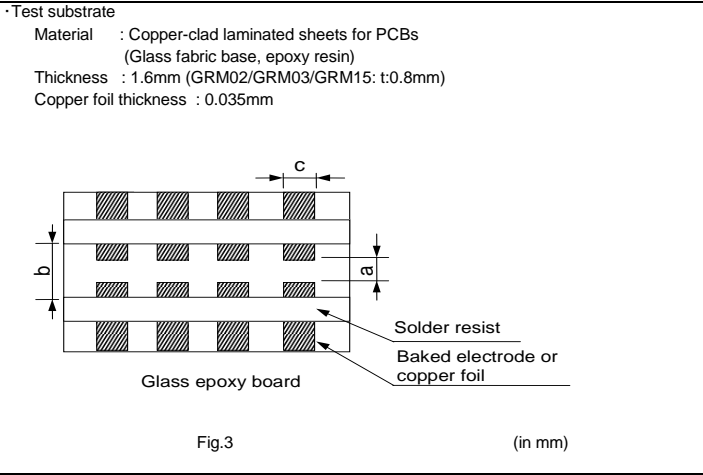 ・Test substrate
Material : Copper-clad laminated sheets for PCBs
(Glass fabric base, epoxy resin)
Thickness : 1.6mm (GRM02/GRM03/GRM15: t:0.8mm)
Copper foil thickness : 0.035mm
c
b
a
Solder resist
Baked electrode or
copper foil
Glass epoxy board
Fig.3 (in mm)